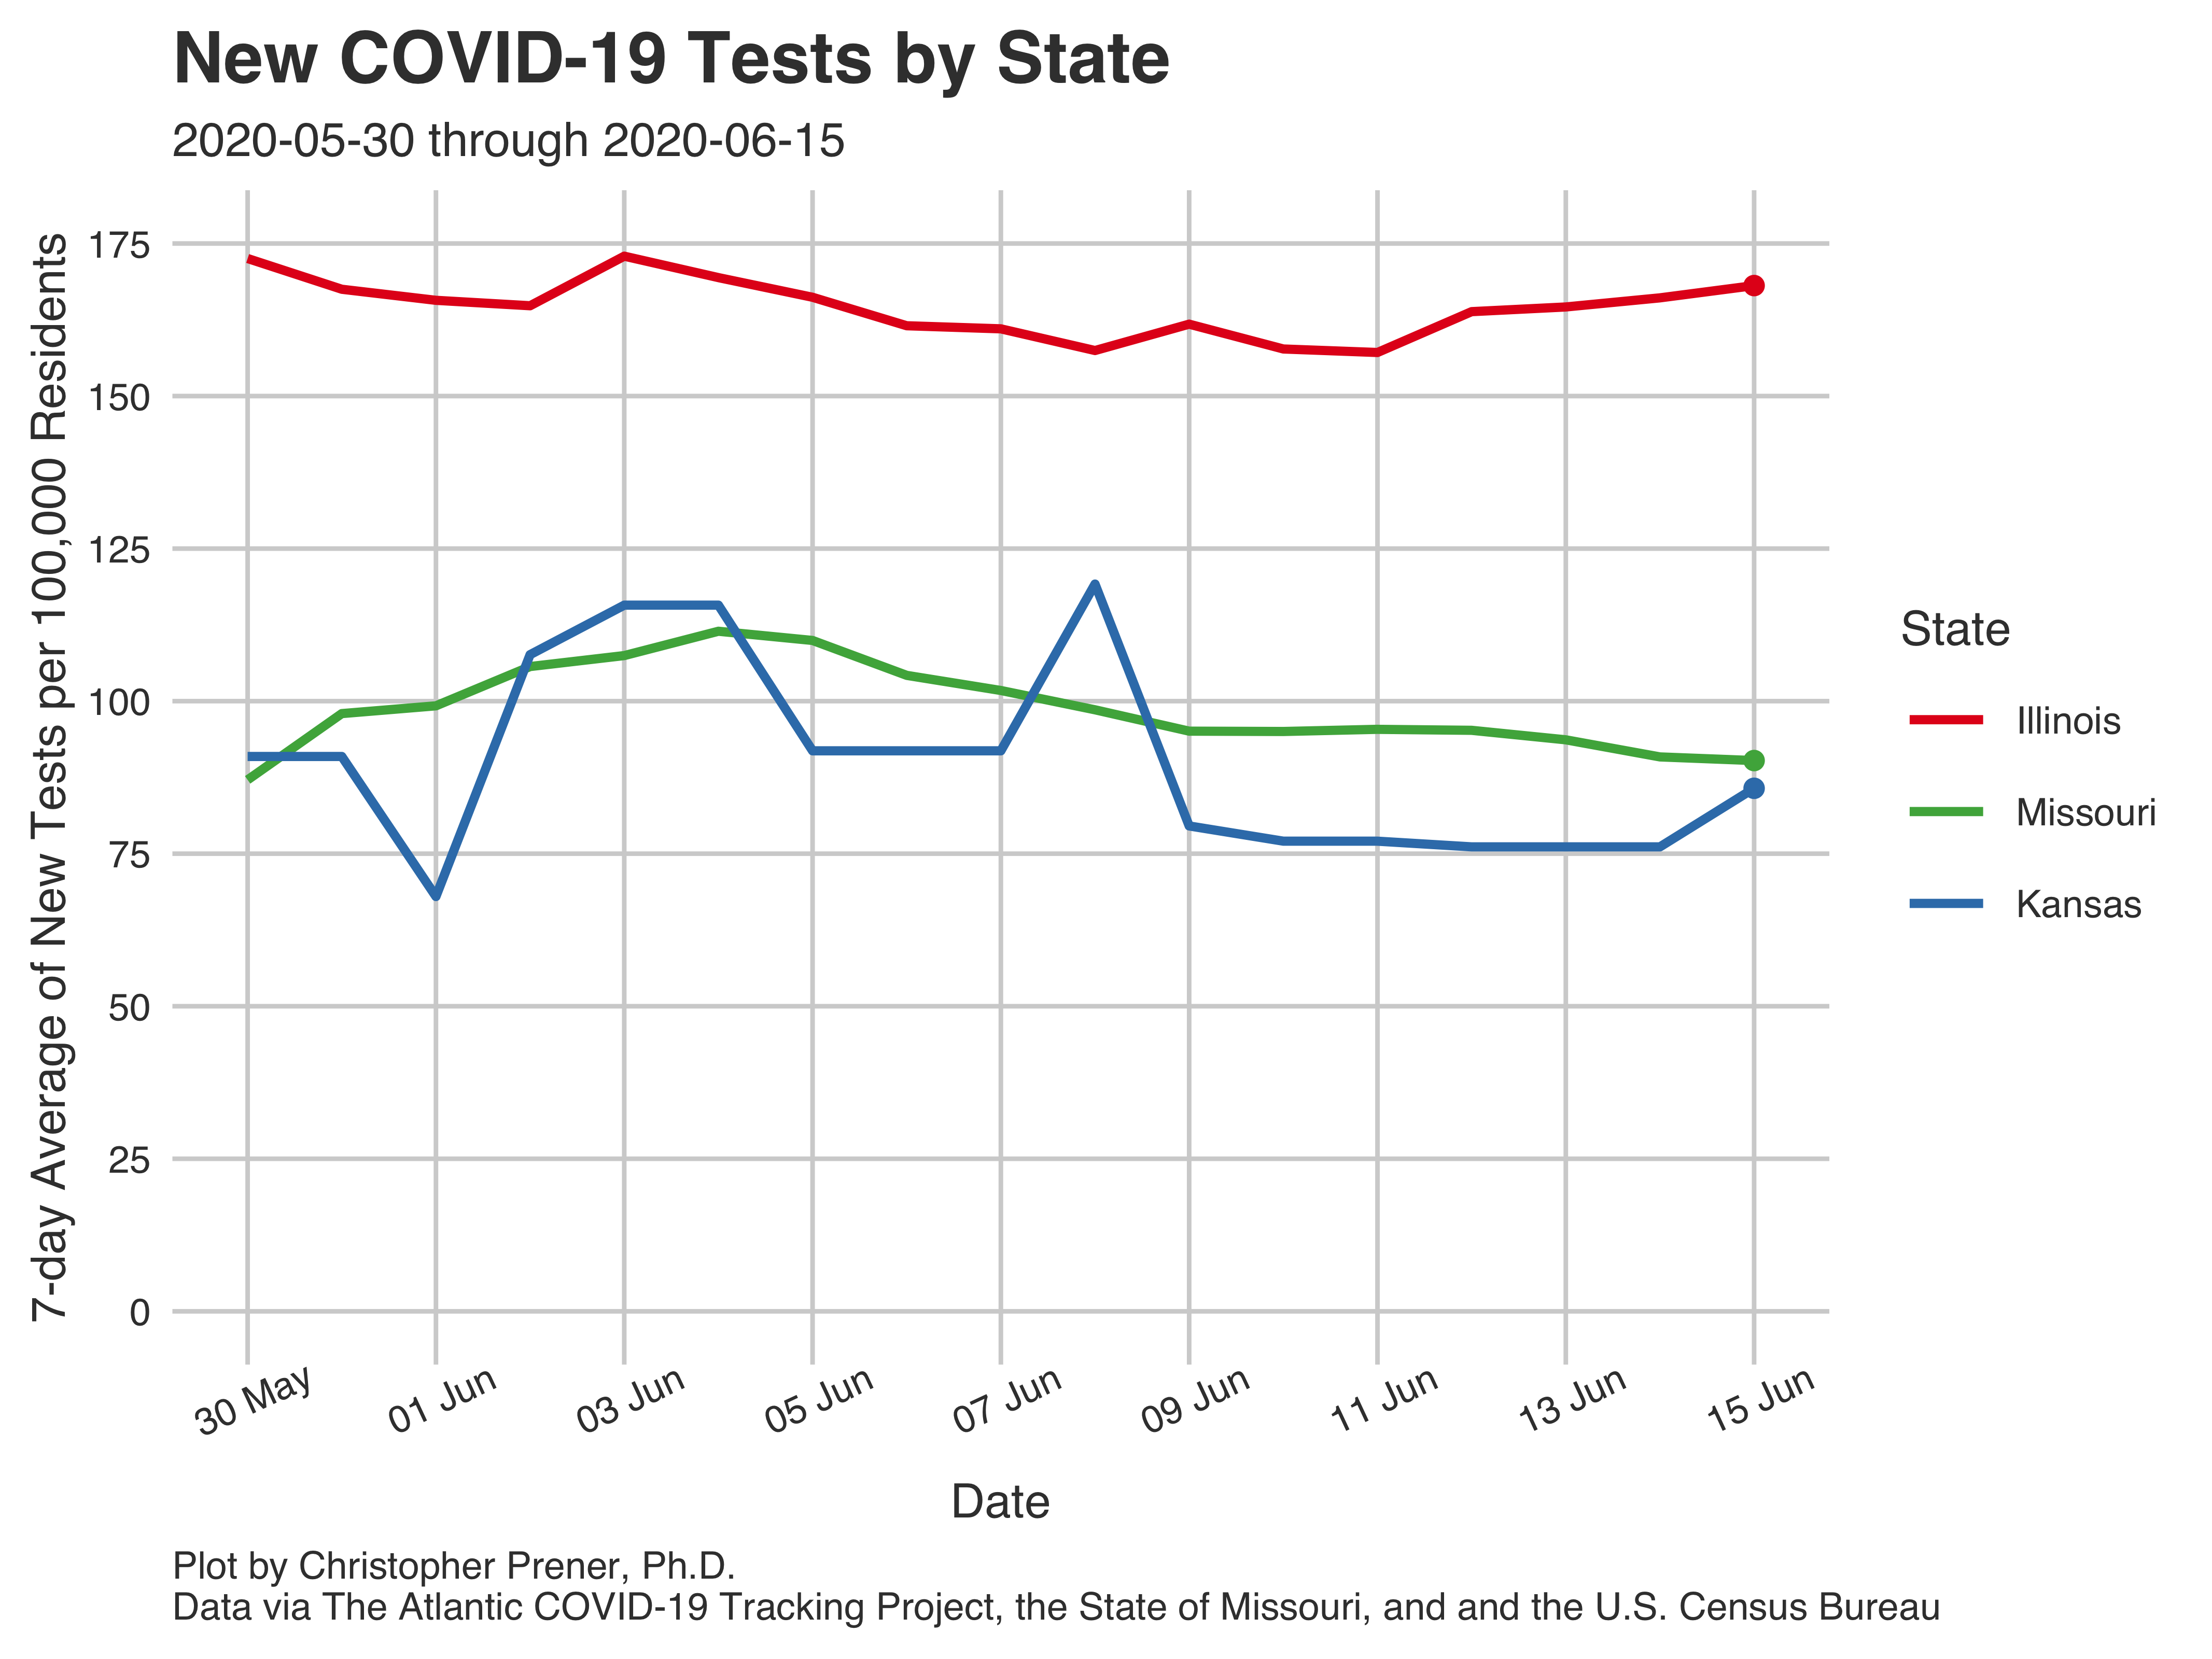 New COVID-19 Tests by State
2020-05-30 through 2020-06-15
7-day Average of New Tests per 100,000 Residents
175
150
125
100
75
50
25
0
30 May
01 Jun
03 Jun
05 Jun
07 Jun
09 Jun
11 Jun
13 Jun
15 Jun
Date
State
Illinois
Missouri
Kansas
Plot by Christopher Prener, Ph.D.
Data via The Atlantic COVID-19 Tracking Project, the State of Missouri, and and the U.S. Census Bureau